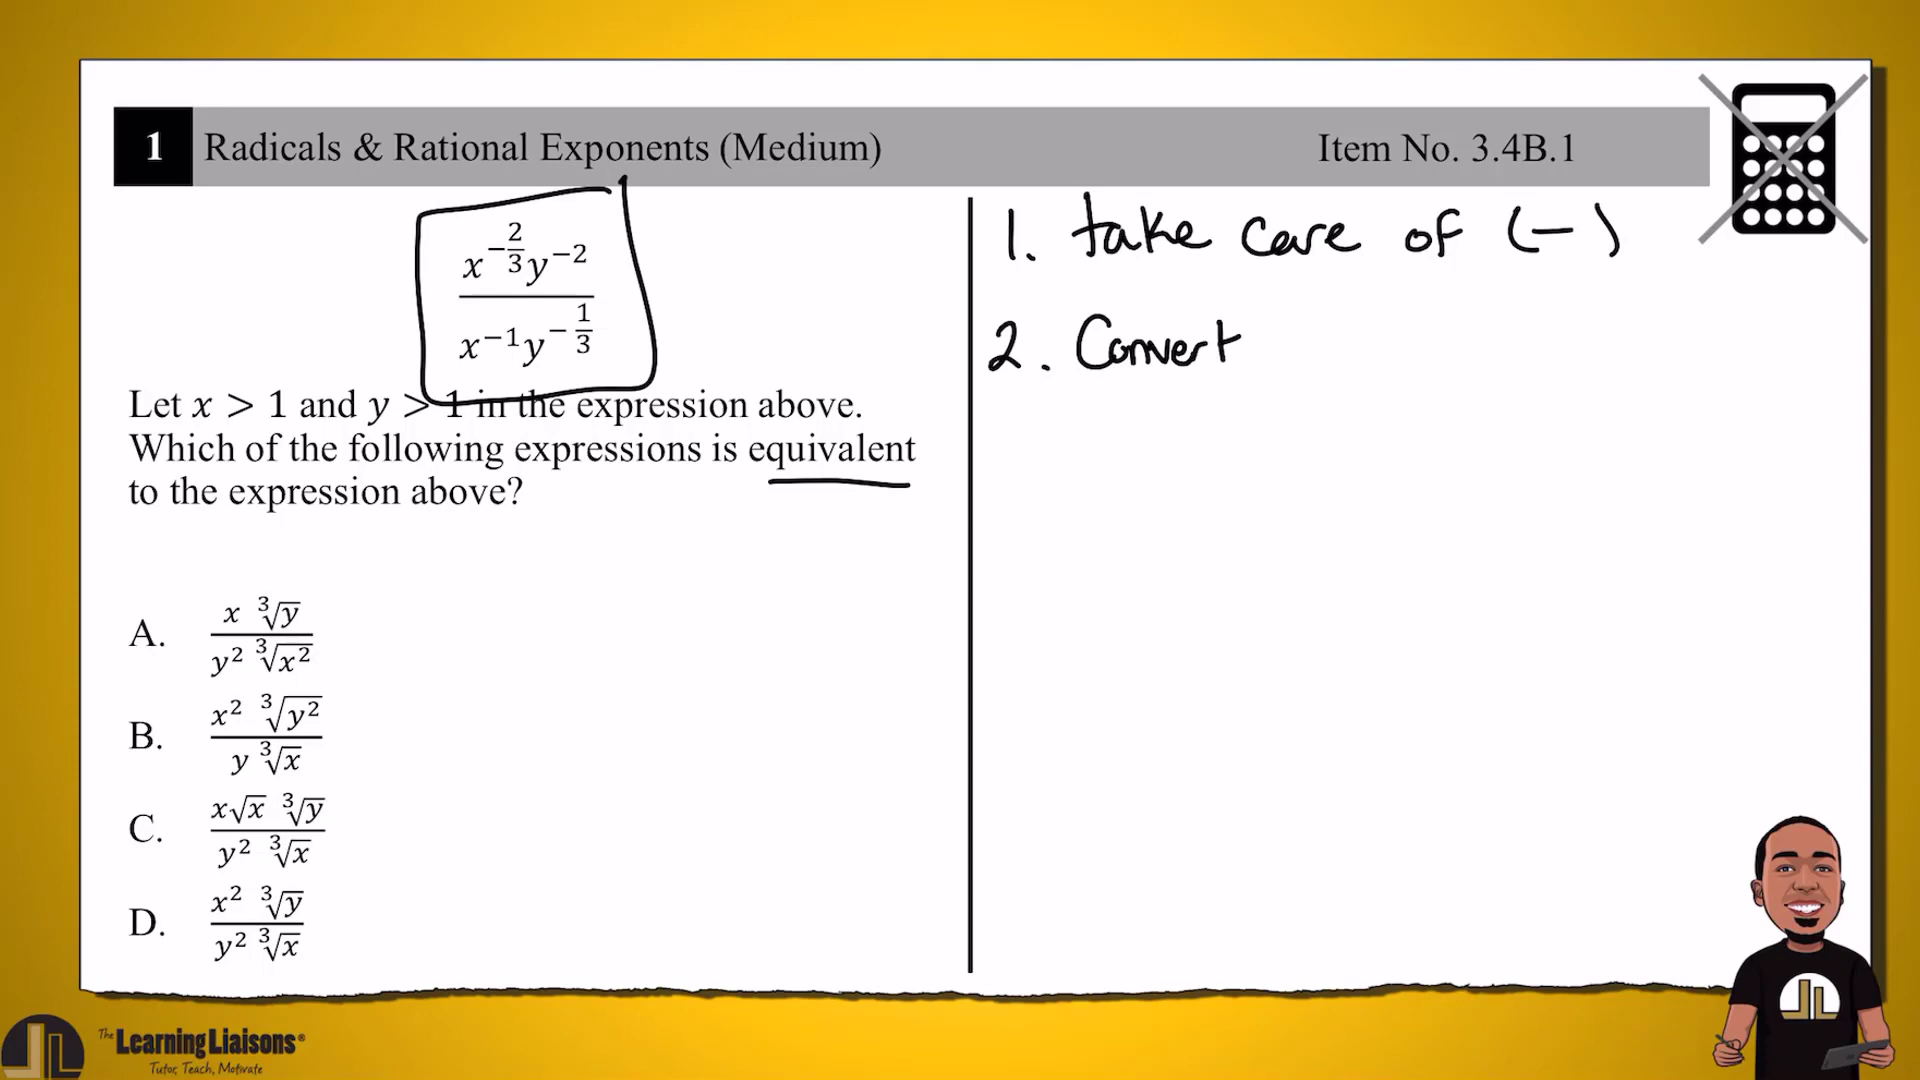 1 Radicals & Rational Exponents (Medium) Item No. 3.4B.1
x^{-2/3}y^{-2}
x^{-1}y^{-1/3}
Let x > 1 and y > 1 in the expression above.
Which of the following expressions is equivalent
to the expression above?
A. x ∛y / y² ∛x²
B. x² ∛y² / y ∛x
C. x√x ∛y / y² ∛x
D. x² ∛y / y² ∛x
1. take care of (-)
2. Convert
The Learning Liaisons®
Tutor, Teach, Motivate